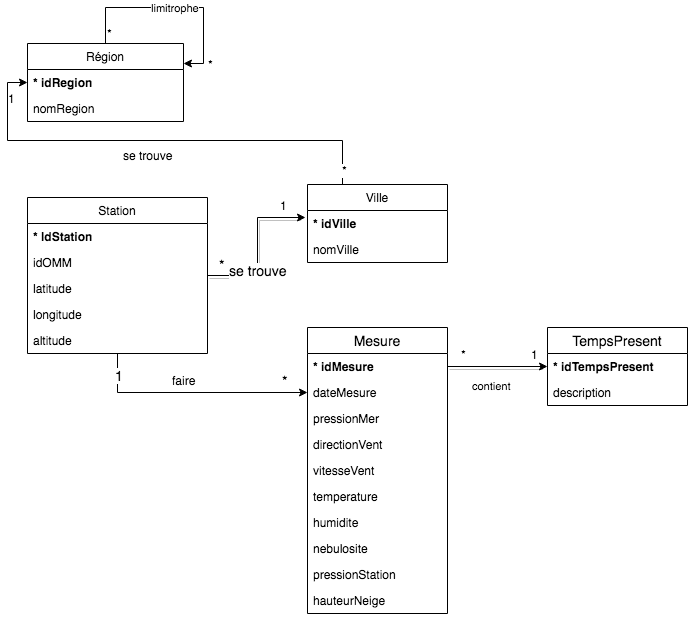 limitrophe
*
*
Région
* idRegion
nomRegion
1
se trouve
*
Ville
* idVille
nomVille
Station
* IdStation
idOMM
latitude
longitude
altitude
*
se trouve
1
1
faire
*
Mesure
* idMesure
dateMesure
pressionMer
directionVent
vitesseVent
temperature
humidite
nebulosite
pressionStation
hauteurNeige
*
1
contient
TempsPresent
* idTempsPresent
description